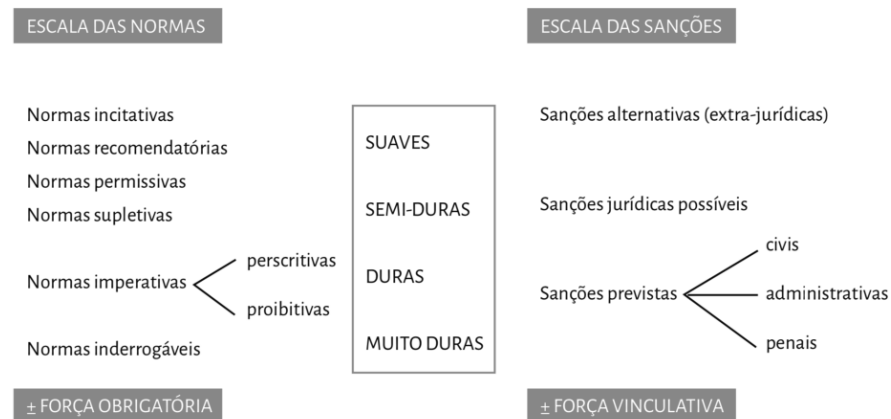 ESCALA DAS NORMAS
Normas incitativas
Normas recomendatórias
Normas permissivas
Normas supletivas
Normas imperativas
perscritivas
proibitivas
Normas inderrogáveis
± FORÇA OBRIGATÓRIA
SUAVES
SEMI-DURAS
DURAS
MUITO DURAS
ESCALA DAS SANÇÕES
Sanções alternativas (extra-jurídicas)
Sanções jurídicas possíveis
Sanções previstas
civis
administrativas
penais
± FORÇA VINCULATIVA